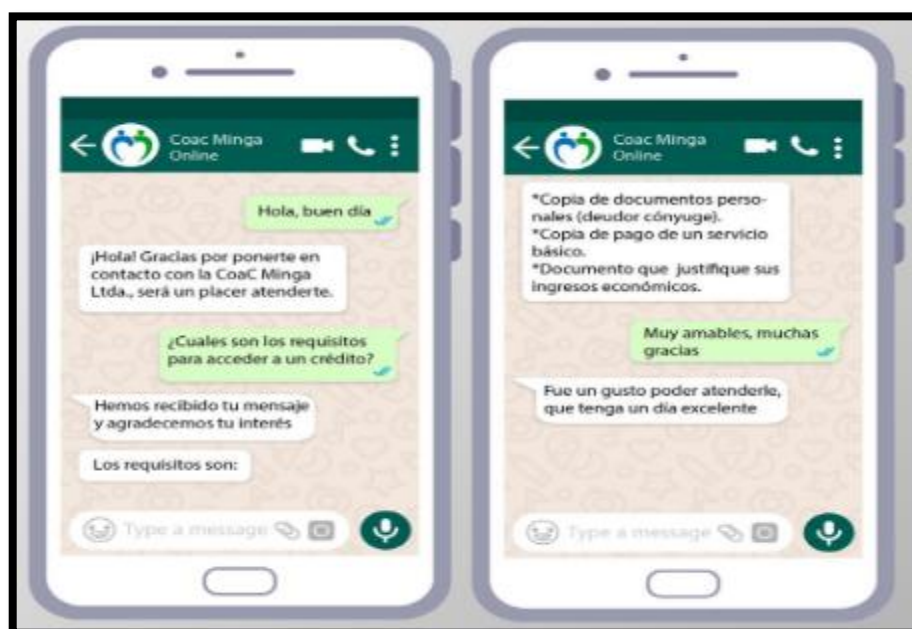 Coac Minga
Online
Hola, buen día
¡Hola! Gracias por ponerte en
contacto con la CoaC Minga
Ltda., será un placer atenderte.
¿Cuales son los requisitos
para acceder a un crédito?
Hemos recibido tu mensaje
y agradecemos tu interés
Los requisitos son:
Type a message
Coac Minga
Online
*Copia de documentos perso-
nales (deudor cónyuge).
*Copia de pago de un servicio
básico.
*Documento que justifique sus
ingresos económicos.
Muy amables, muchas
gracias
Fue un gusto poder atenderle,
que tenga un día excelente
Type a message